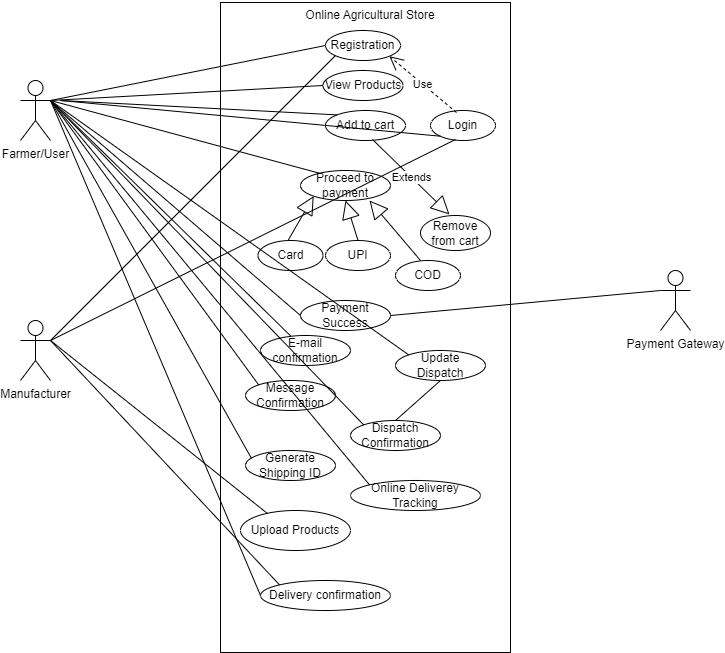 Online Agricultural Store
Registration
View Products
Use
Add to cart
Login
Farmer/User
Proceed to
payment
Extends
Remove
from cart
Card
UPI
COD
Payment
Success
Payment Gateway
E-mail
confirmation
Update
Dispatch
Manufacturer
Message
Confirmation
Dispatch
Confirmation
Generate
Shipping ID
Online Deliverey
Tracking
Upload Products
Delivery confirmation